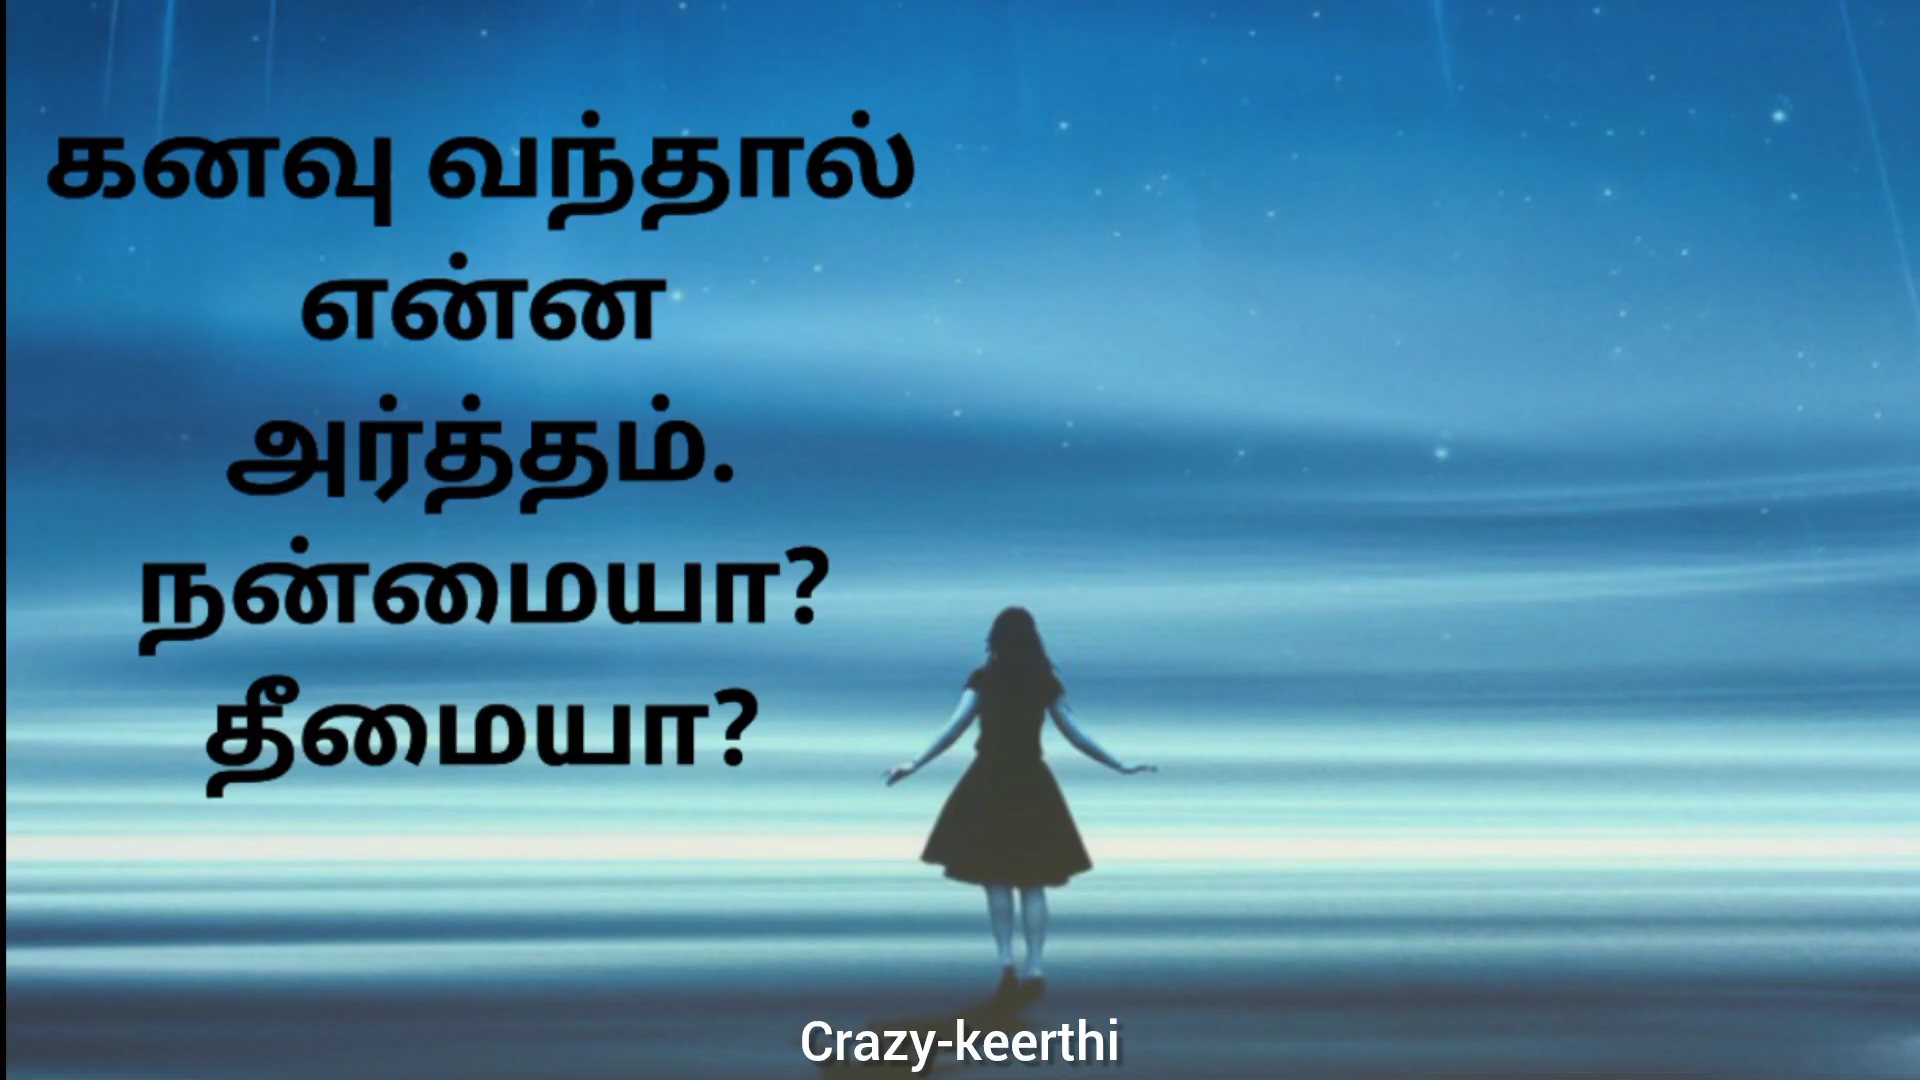 கனவு வந்தால்
என்ன
அர்த்தம்.
நன்மையா?
தீமையா?
Crazy-keerthi